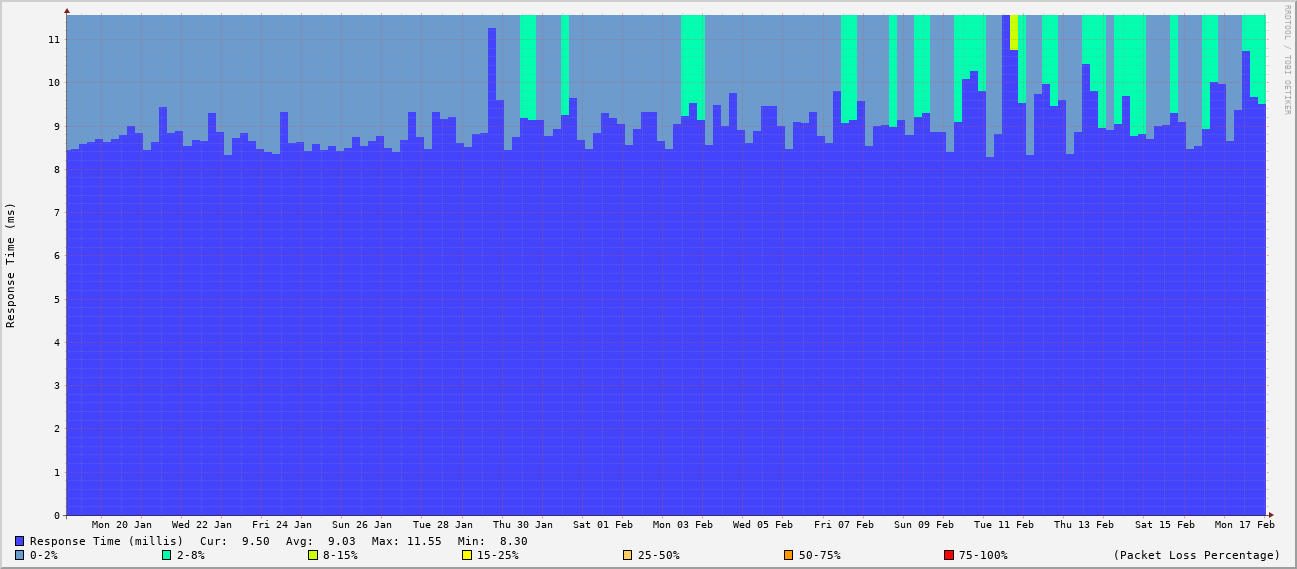 RRDTOOL / TOBI OETIKER
Response Time (ms)
11
10
9
8
7
6
5
4
3
2
1
0
Mon 20 Jan Wed 22 Jan Fri 24 Jan Sun 26 Jan Tue 28 Jan Thu 30 Jan Sat 01 Feb Mon 03 Feb Wed 05 Feb Fri 07 Feb Sun 09 Feb Tue 11 Feb Thu 13 Feb Sat 15 Feb Mon 17 Feb
Response Time (millis) Cur: 9.50 Avg: 9.03 Max: 11.55 Min: 8.30
0-2% 2-8% 8-15% 15-25% 25-50% 50-75% 75-100% (Packet Loss Percentage)